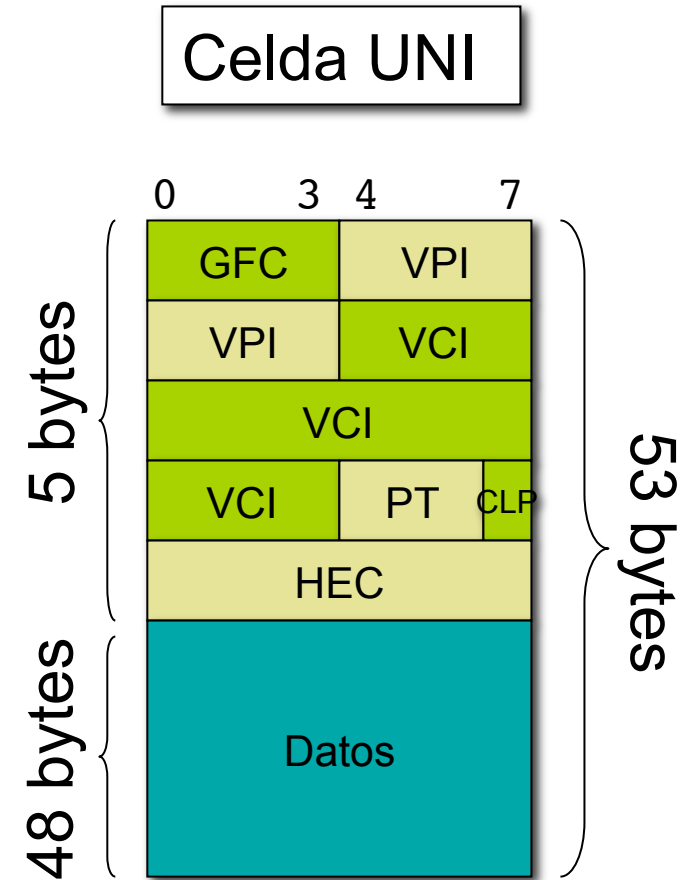 Celda UNI
0 3 4 7
GFC VPI
VPI VCI
VCI
VCI PT CLP
HEC
Datos
5 bytes
48 bytes
53 bytes